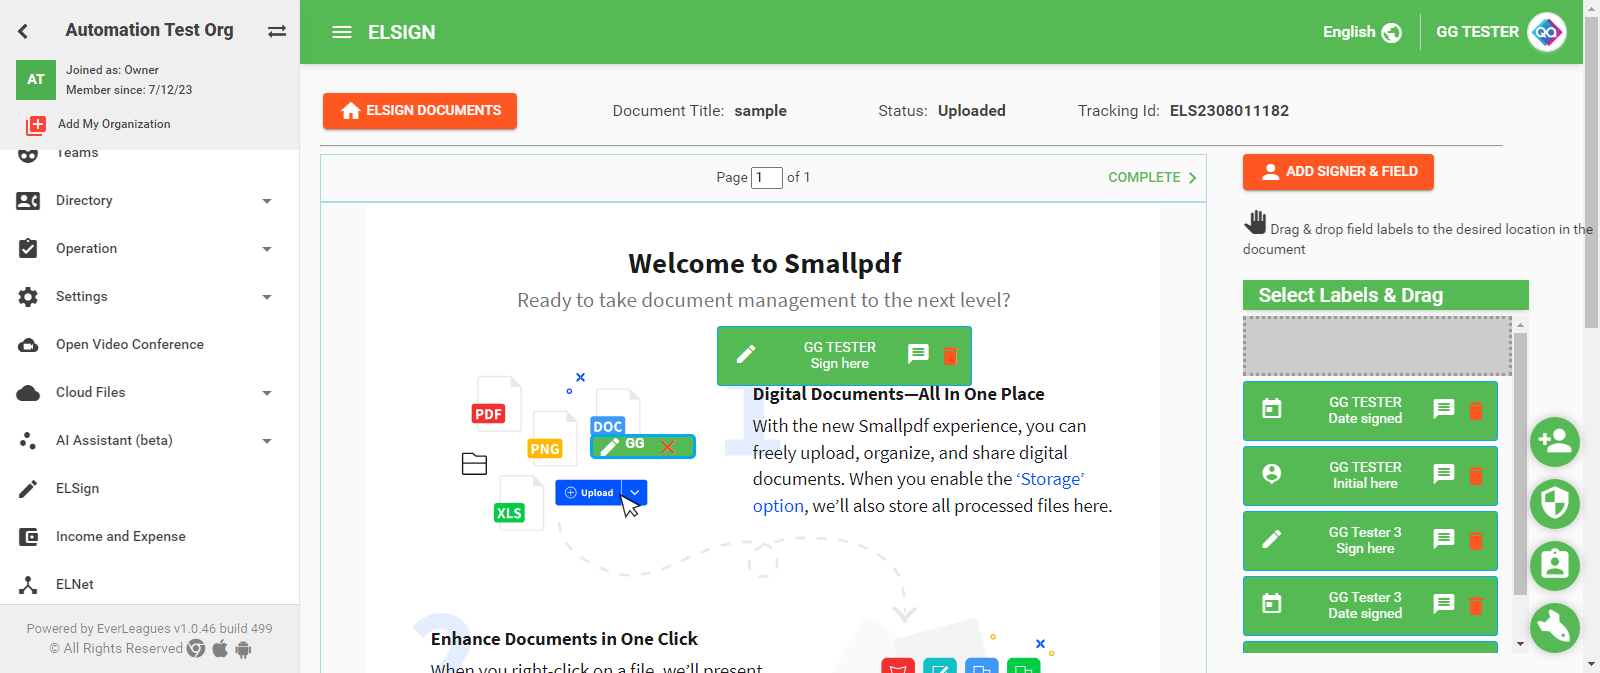 Automation Test Org
AT
Joined as: Owner
Member since: 7/12/23
Add My Organization
Teams
Directory
Operation
Settings
Open Video Conference
Cloud Files
AI Assistant (beta)
ELSign
Income and Expense
ELNet
Powered by EverLeagues v1.0.46 build 499
© All Rights Reserved
ELSIGN
English
GG TESTER
QA
ELSIGN DOCUMENTS
Document Title: sample
Status: Uploaded
Tracking Id: ELS2308011182
Page 1 of 1
COMPLETE
Welcome to Smallpdf
Ready to take document management to the next level?
GG TESTER
Sign here
PDF
DOC
GG
PNG
Upload
XLS
1
Digital Documents—All In One Place
With the new Smallpdf experience, you can
freely upload, organize, and share digital
documents. When you enable the ‘Storage’
option, we’ll also store all processed files here.
2
Enhance Documents in One Click
When you right-click on a file, we’ll present
ADD SIGNER & FIELD
Drag & drop field labels to the desired location in the
document
Select Labels & Drag
GG TESTER
Date signed
GG TESTER
Initial here
GG Tester 3
Sign here
GG Tester 3
Date signed